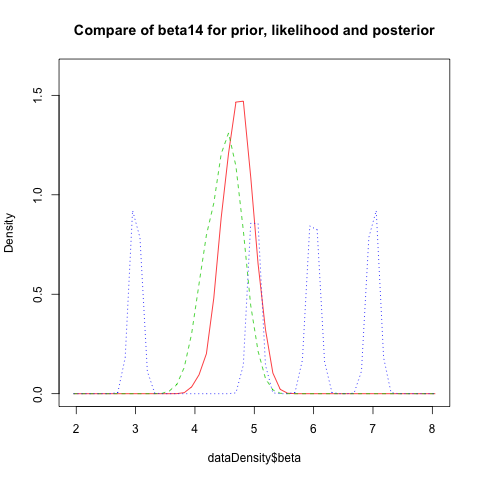 Compare of beta14 for prior, likelihood and posterior
Density
1.5
1.0
0.5
0.0
2 3 4 5 6 7 8
dataDensity$beta